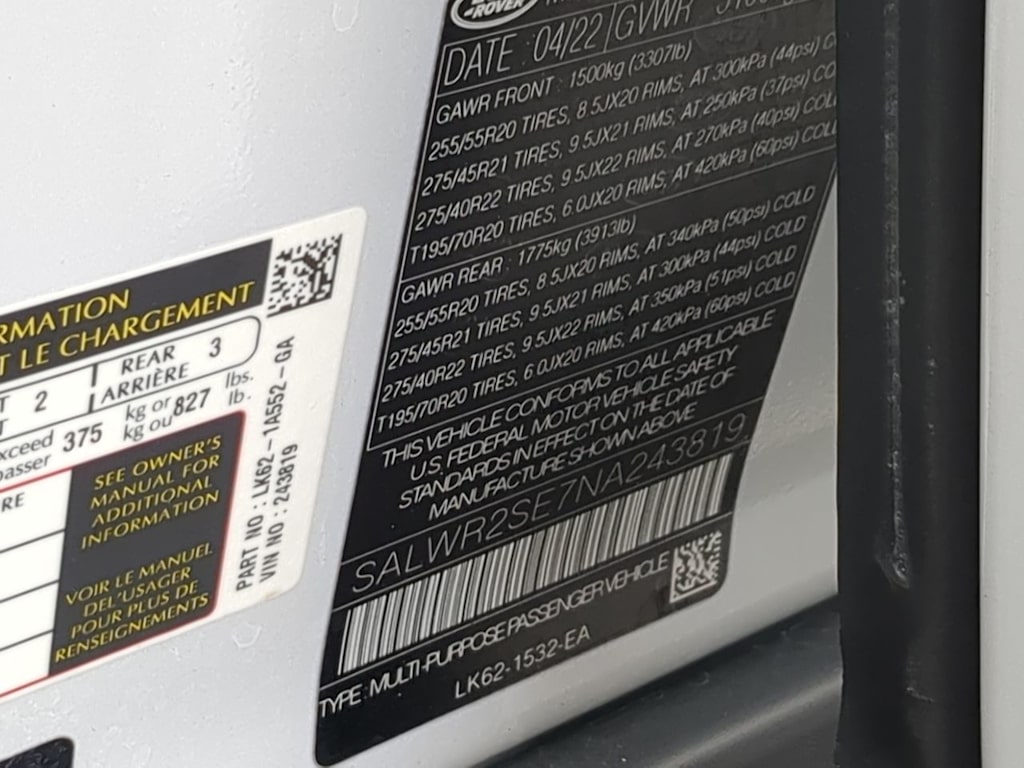 RMATION
T LE CHARGEMENT
T 2 REAR 3
T ARRIÈRE
xceed 375 kg or 827 lbs.
passer kg ou lb.
RE
SEE OWNER'S
MANUAL FOR
ADDITIONAL
INFORMATION
VOIR LE MANUEL
DEL'USAGER
POUR PLUS DE
RENSEIGNEMENTS
PART NO : LK62-1A552-GA
VIN NO : 243819
-ROVER
DATE : 04/22 GVWR
GAWR FRONT : 1500kg (3307lb)
255/55R20 TIRES, 8.5JX20 RIMS, AT 300kPa (44psi) C
275/45R21 TIRES, 9.5JX21 RIMS, AT 250kPa (37psi) CO
275/40R22 TIRES, 9.5JX22 RIMS, AT 270kPa (40psi) COL
T195/70R20 TIRES, 6.0JX20 RIMS, AT 420kPa (60psi) COL
GAWR REAR : 1775kg (3913lb)
255/55R20 TIRES, 8.5JX20 RIMS, AT 340kPa (50psi) COLD
275/45R21 TIRES, 9.5JX21 RIMS, AT 300kPa (44psi) COLD
275/40R22 TIRES, 9.5JX22 RIMS, AT 350kPa (51psi) COLD
T195/70R20 TIRES, 6.0JX20 RIMS, AT 420kPa (60psi) COLD
THIS VEHICLE CONFORMS TO ALL APPLICABLE
U.S. FEDERAL MOTOR VEHICLE SAFETY
STANDARDS IN EFFECT ON THE DATE OF
MANUFACTURE SHOWN ABOVE
SALWR2SE7NA243819
TYPE: MULTI-PURPOSE PASSENGER VEHICLE
LK62-1532-EA